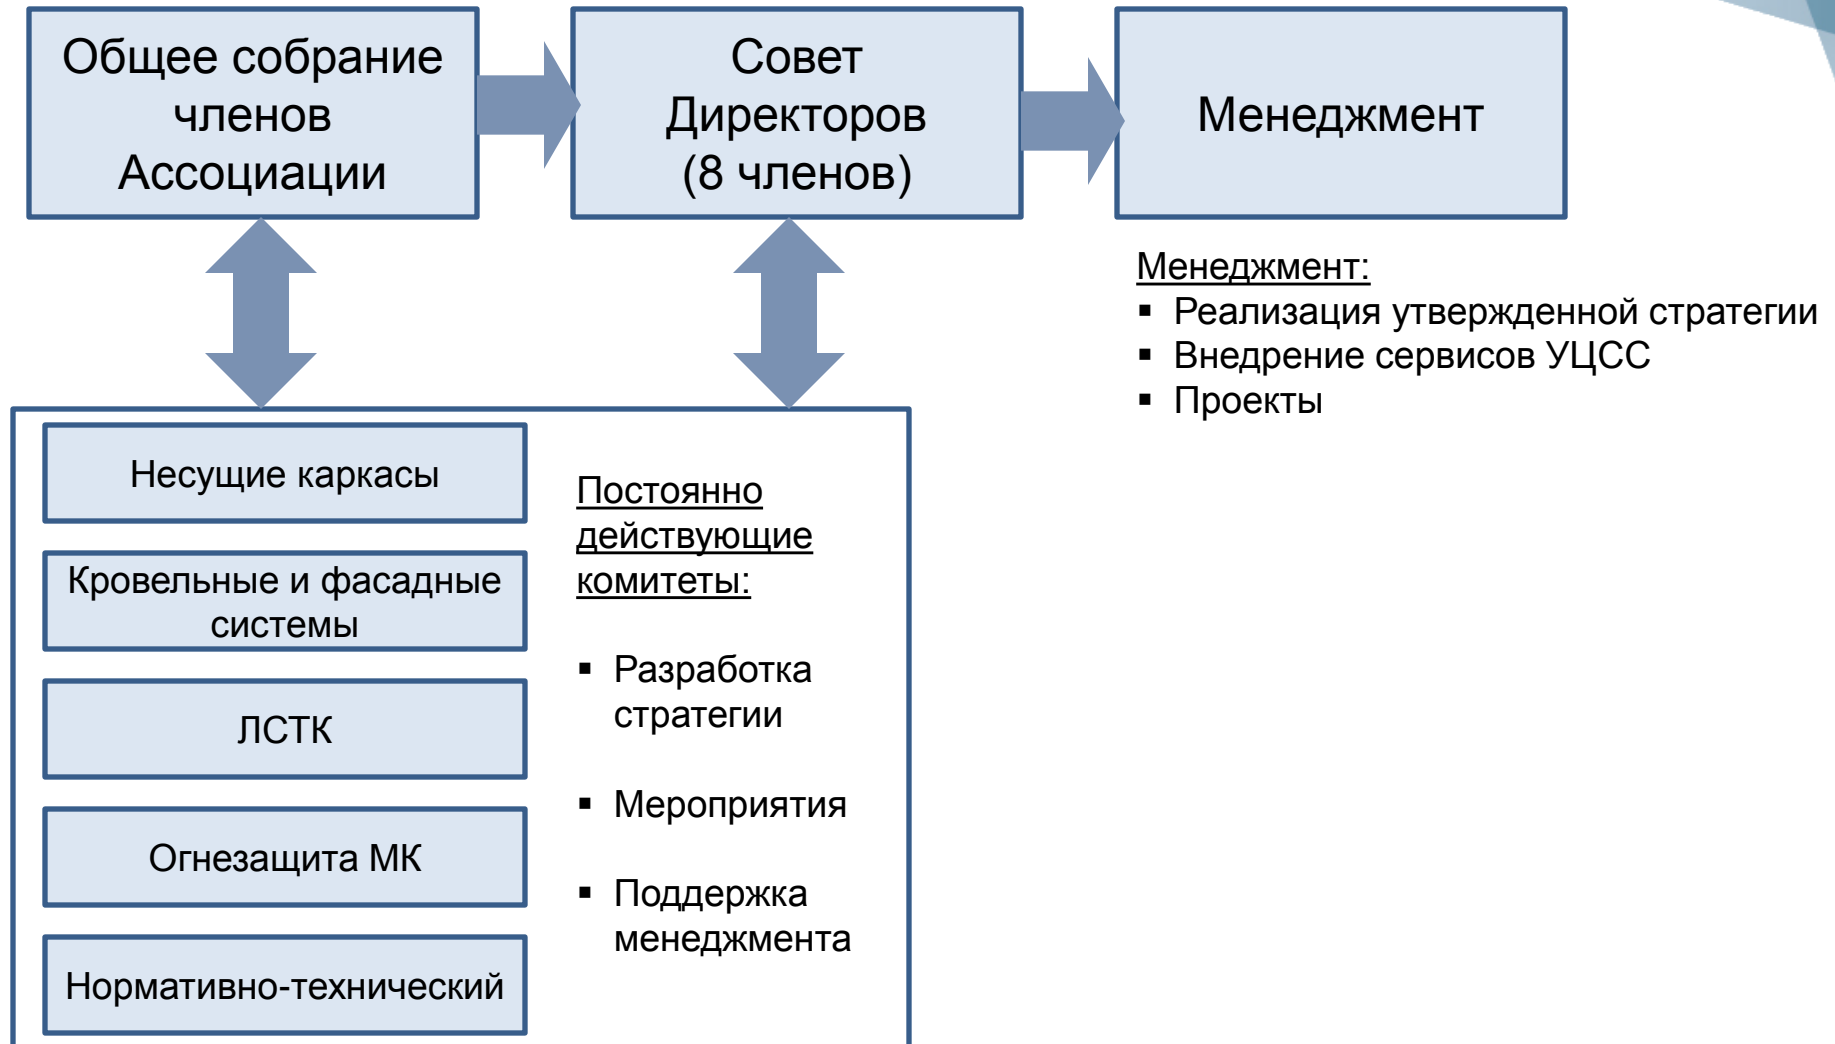 Общее собрание
членов
Ассоциации
Совет
Директоров
(8 членов)
Менеджмент
Менеджмент:
▪ Реализация утвержденной стратегии
▪ Внедрение сервисов УЦСС
▪ Проекты
Несущие каркасы
Кровельные и фасадные
системы
ЛСТК
Огнезащита МК
Нормативно-технический
Постоянно
действующие
комитеты:
▪ Разработка
стратегии
▪ Мероприятия
▪ Поддержка
менеджмента